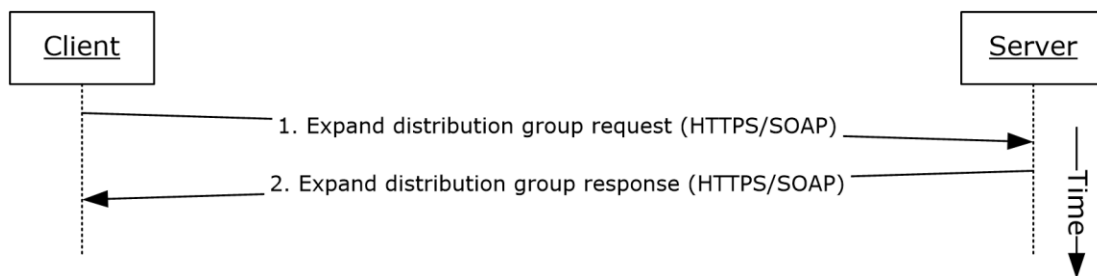 Client
Server
1. Expand distribution group request (HTTPS/SOAP)
2. Expand distribution group response (HTTPS/SOAP)
Time